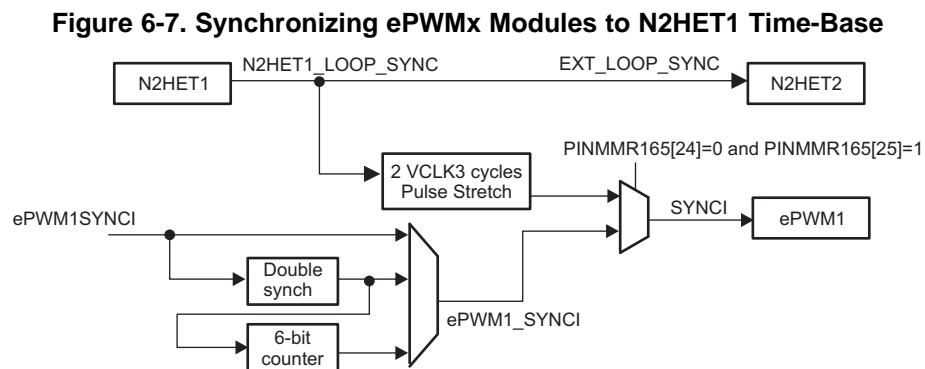 Figure 6-7. Synchronizing ePWMx Modules to N2HET1 Time-Base
N2HET1_LOOP_SYNC
EXT_LOOP_SYNC
N2HET1
N2HET2
PINMMR165[24]=0 and PINMMR165[25]=1
2 VCLK3 cycles
Pulse Stretch
SYNCI
ePWM1
ePWM1SYNCI
Double
synch
ePWM1_SYNCI
6-bit
counter